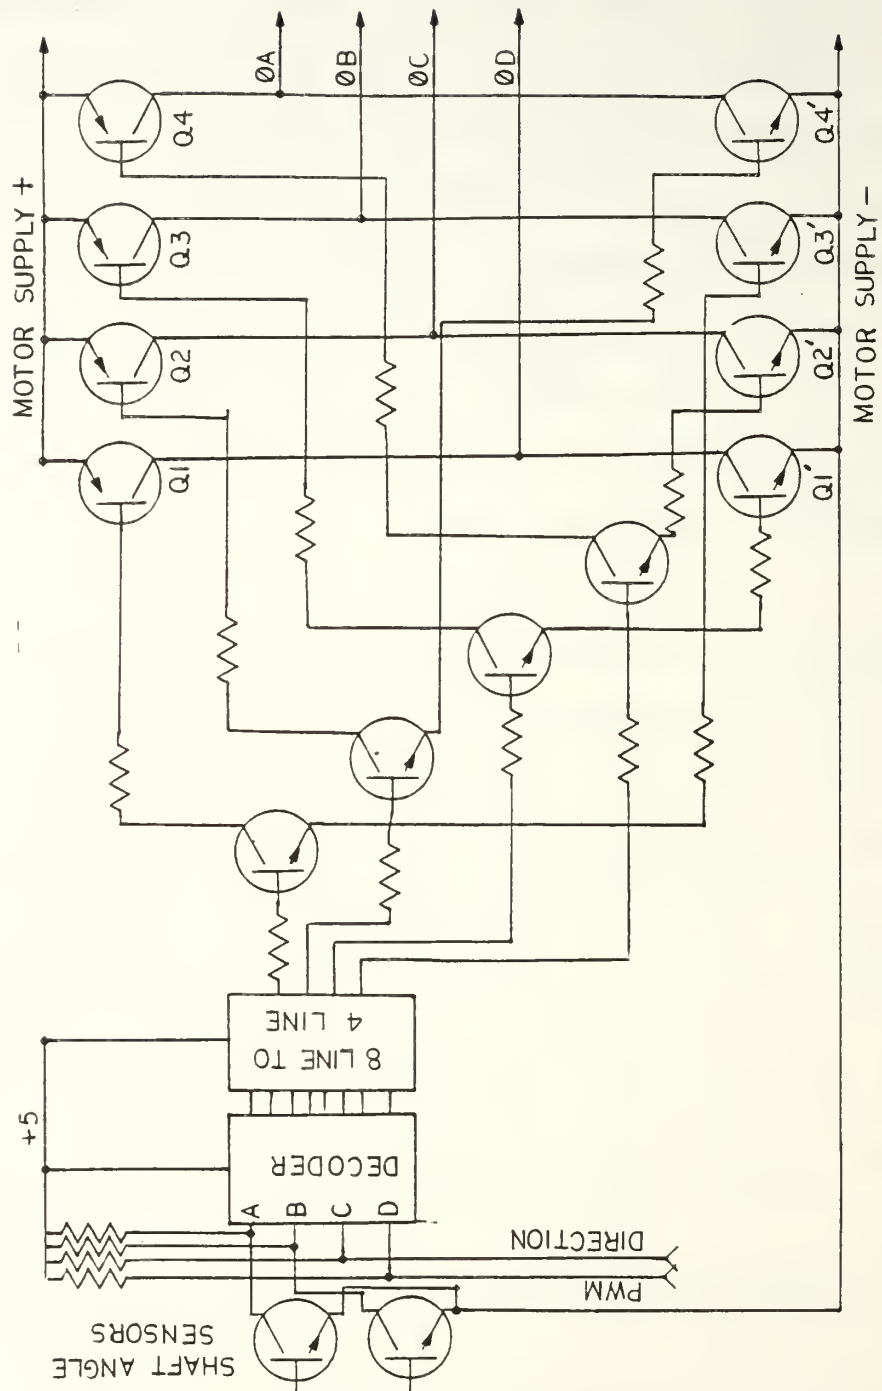 MOTOR SUPPLY +
Q1
Q2
Q3
Q4
ØA
ØB
ØC
ØD
+5
SHAFT ANGLE
SENSORS
A
B
C
D
DECODER
8 LINE TO
4 LINE
PWM
DIRECTION
Q1'
Q2'
Q3'
Q4'
MOTOR SUPPLY -